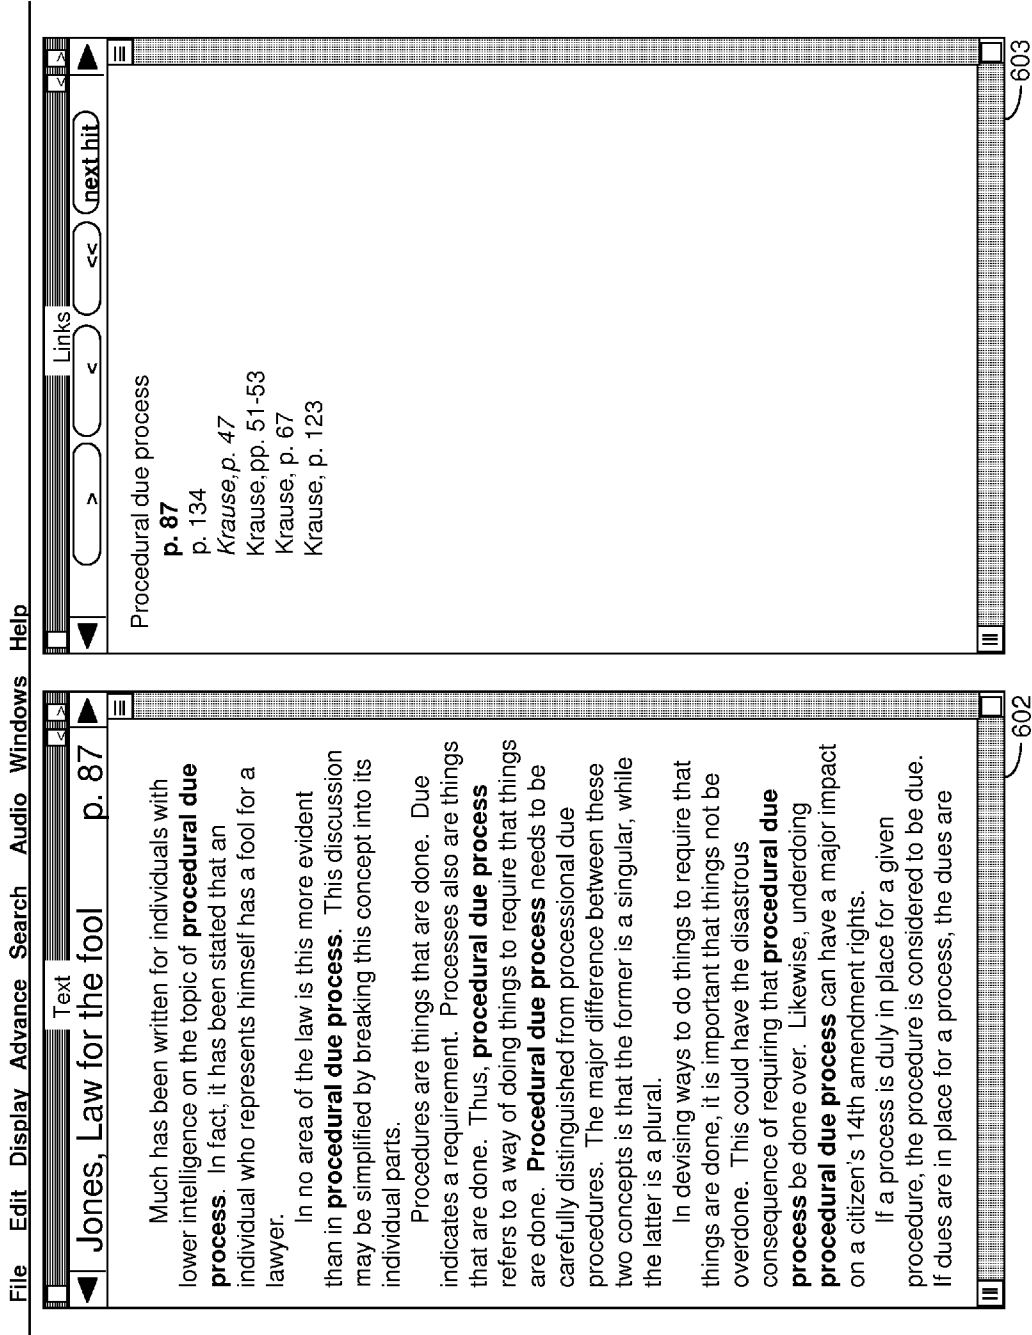 File Edit Display Advance Search Audio Windows Help
Text
Jones, Law for the fool p. 87
Much has been written for individuals with
lower intelligence on the topic of procedural due
process. In fact, it has been stated that an
individual who represents himself has a fool for a
lawyer.
In no area of the law is this more evident
than in procedural due process. This discussion
may be simplified by breaking this concept into its
individual parts.
Procedures are things that are done. Due
indicates a requirement. Processes also are things
that are done. Thus, procedural due process
refers to a way of doing things to require that things
are done. Procedural due process needs to be
carefully distinguished from processional due
procedures. The major difference between these
two concepts is that the former is a singular, while
the latter is a plural.
In devising ways to do things to require that
things are done, it is important that things not be
overdone. This could have the disastrous
consequence of requiring that procedural due
process be done over. Likewise, underdoing
procedural due process can have a major impact
on a citizen's 14th amendment rights.
If a process is duly in place for a given
procedure, the procedure is considered to be due.
If dues are in place for a process, the dues are
602
Links
> < << next hit
Procedural due process
p. 87
p. 134
Krause,p. 47
Krause,pp. 51-53
Krause, p. 67
Krause, p. 123
603